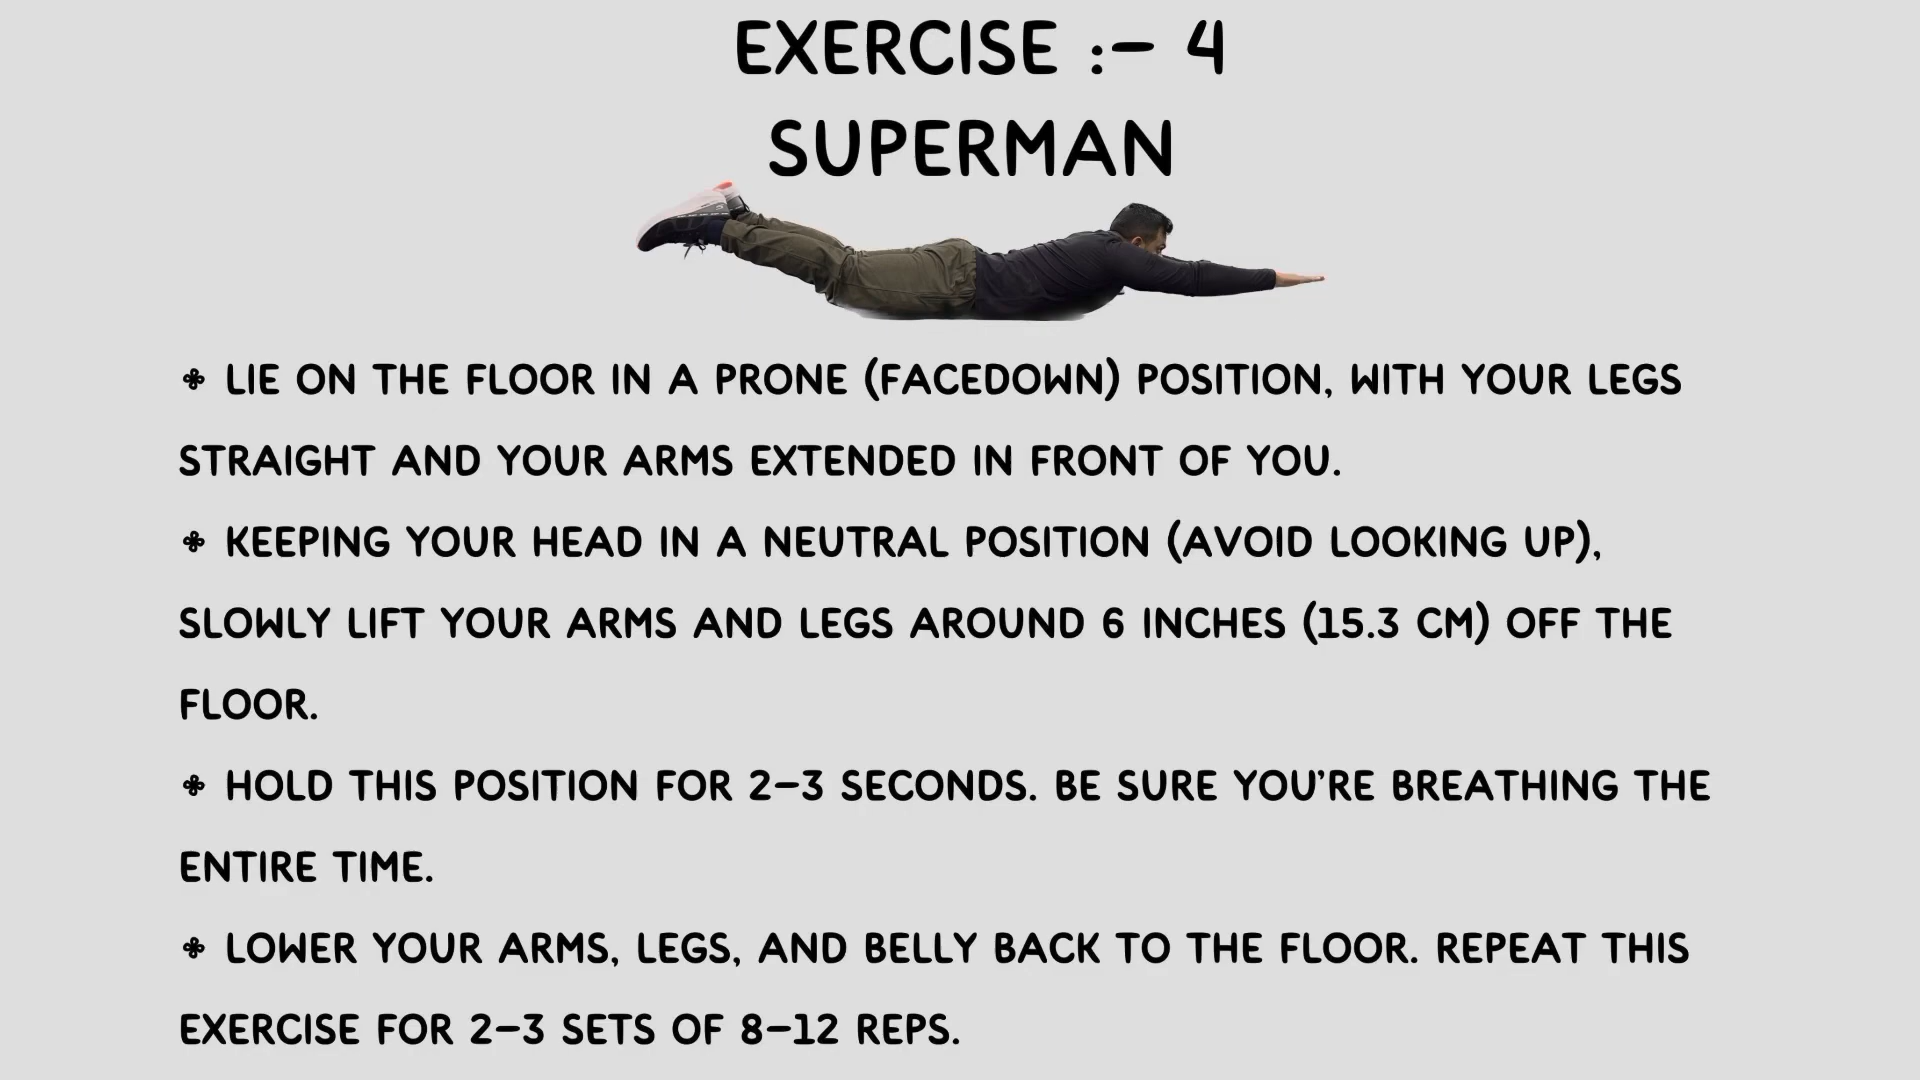 EXERCISE :- 4
SUPERMAN
❉ LIE ON THE FLOOR IN A PRONE (FACEDOWN) POSITION, WITH YOUR LEGS
STRAIGHT AND YOUR ARMS EXTENDED IN FRONT OF YOU.
❉ KEEPING YOUR HEAD IN A NEUTRAL POSITION (AVOID LOOKING UP),
SLOWLY LIFT YOUR ARMS AND LEGS AROUND 6 INCHES (15.3 CM) OFF THE
FLOOR.
❉ HOLD THIS POSITION FOR 2-3 SECONDS. BE SURE YOU'RE BREATHING THE
ENTIRE TIME.
❉ LOWER YOUR ARMS, LEGS, AND BELLY BACK TO THE FLOOR. REPEAT THIS
EXERCISE FOR 2-3 SETS OF 8-12 REPS.